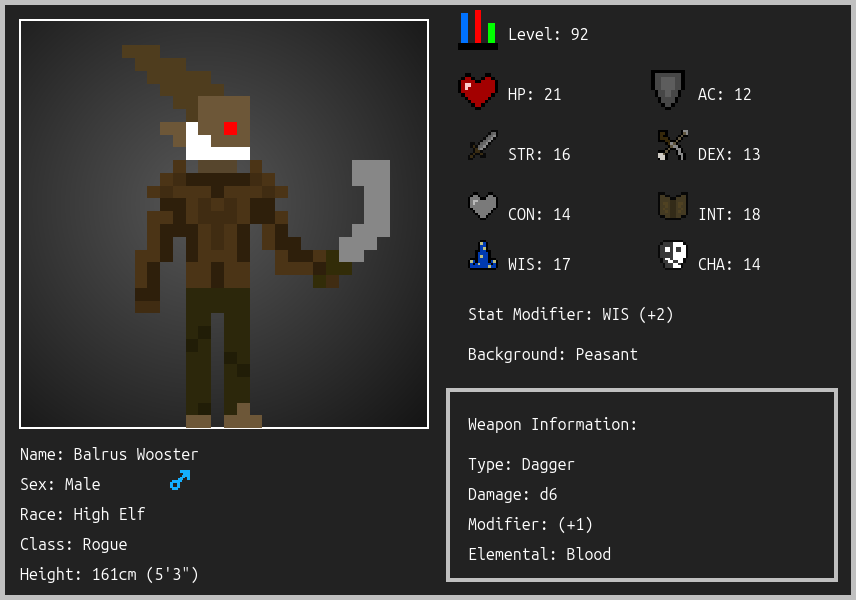 Level: 92
HP: 21
AC: 12
STR: 16
DEX: 13
CON: 14
INT: 18
WIS: 17
CHA: 14
Stat Modifier: WIS (+2)
Background: Peasant
Weapon Information:
Type: Dagger
Damage: d6
Modifier: (+1)
Elemental: Blood
Name: Balrus Wooster
Sex: Male
Race: High Elf
Class: Rogue
Height: 161cm (5'3")